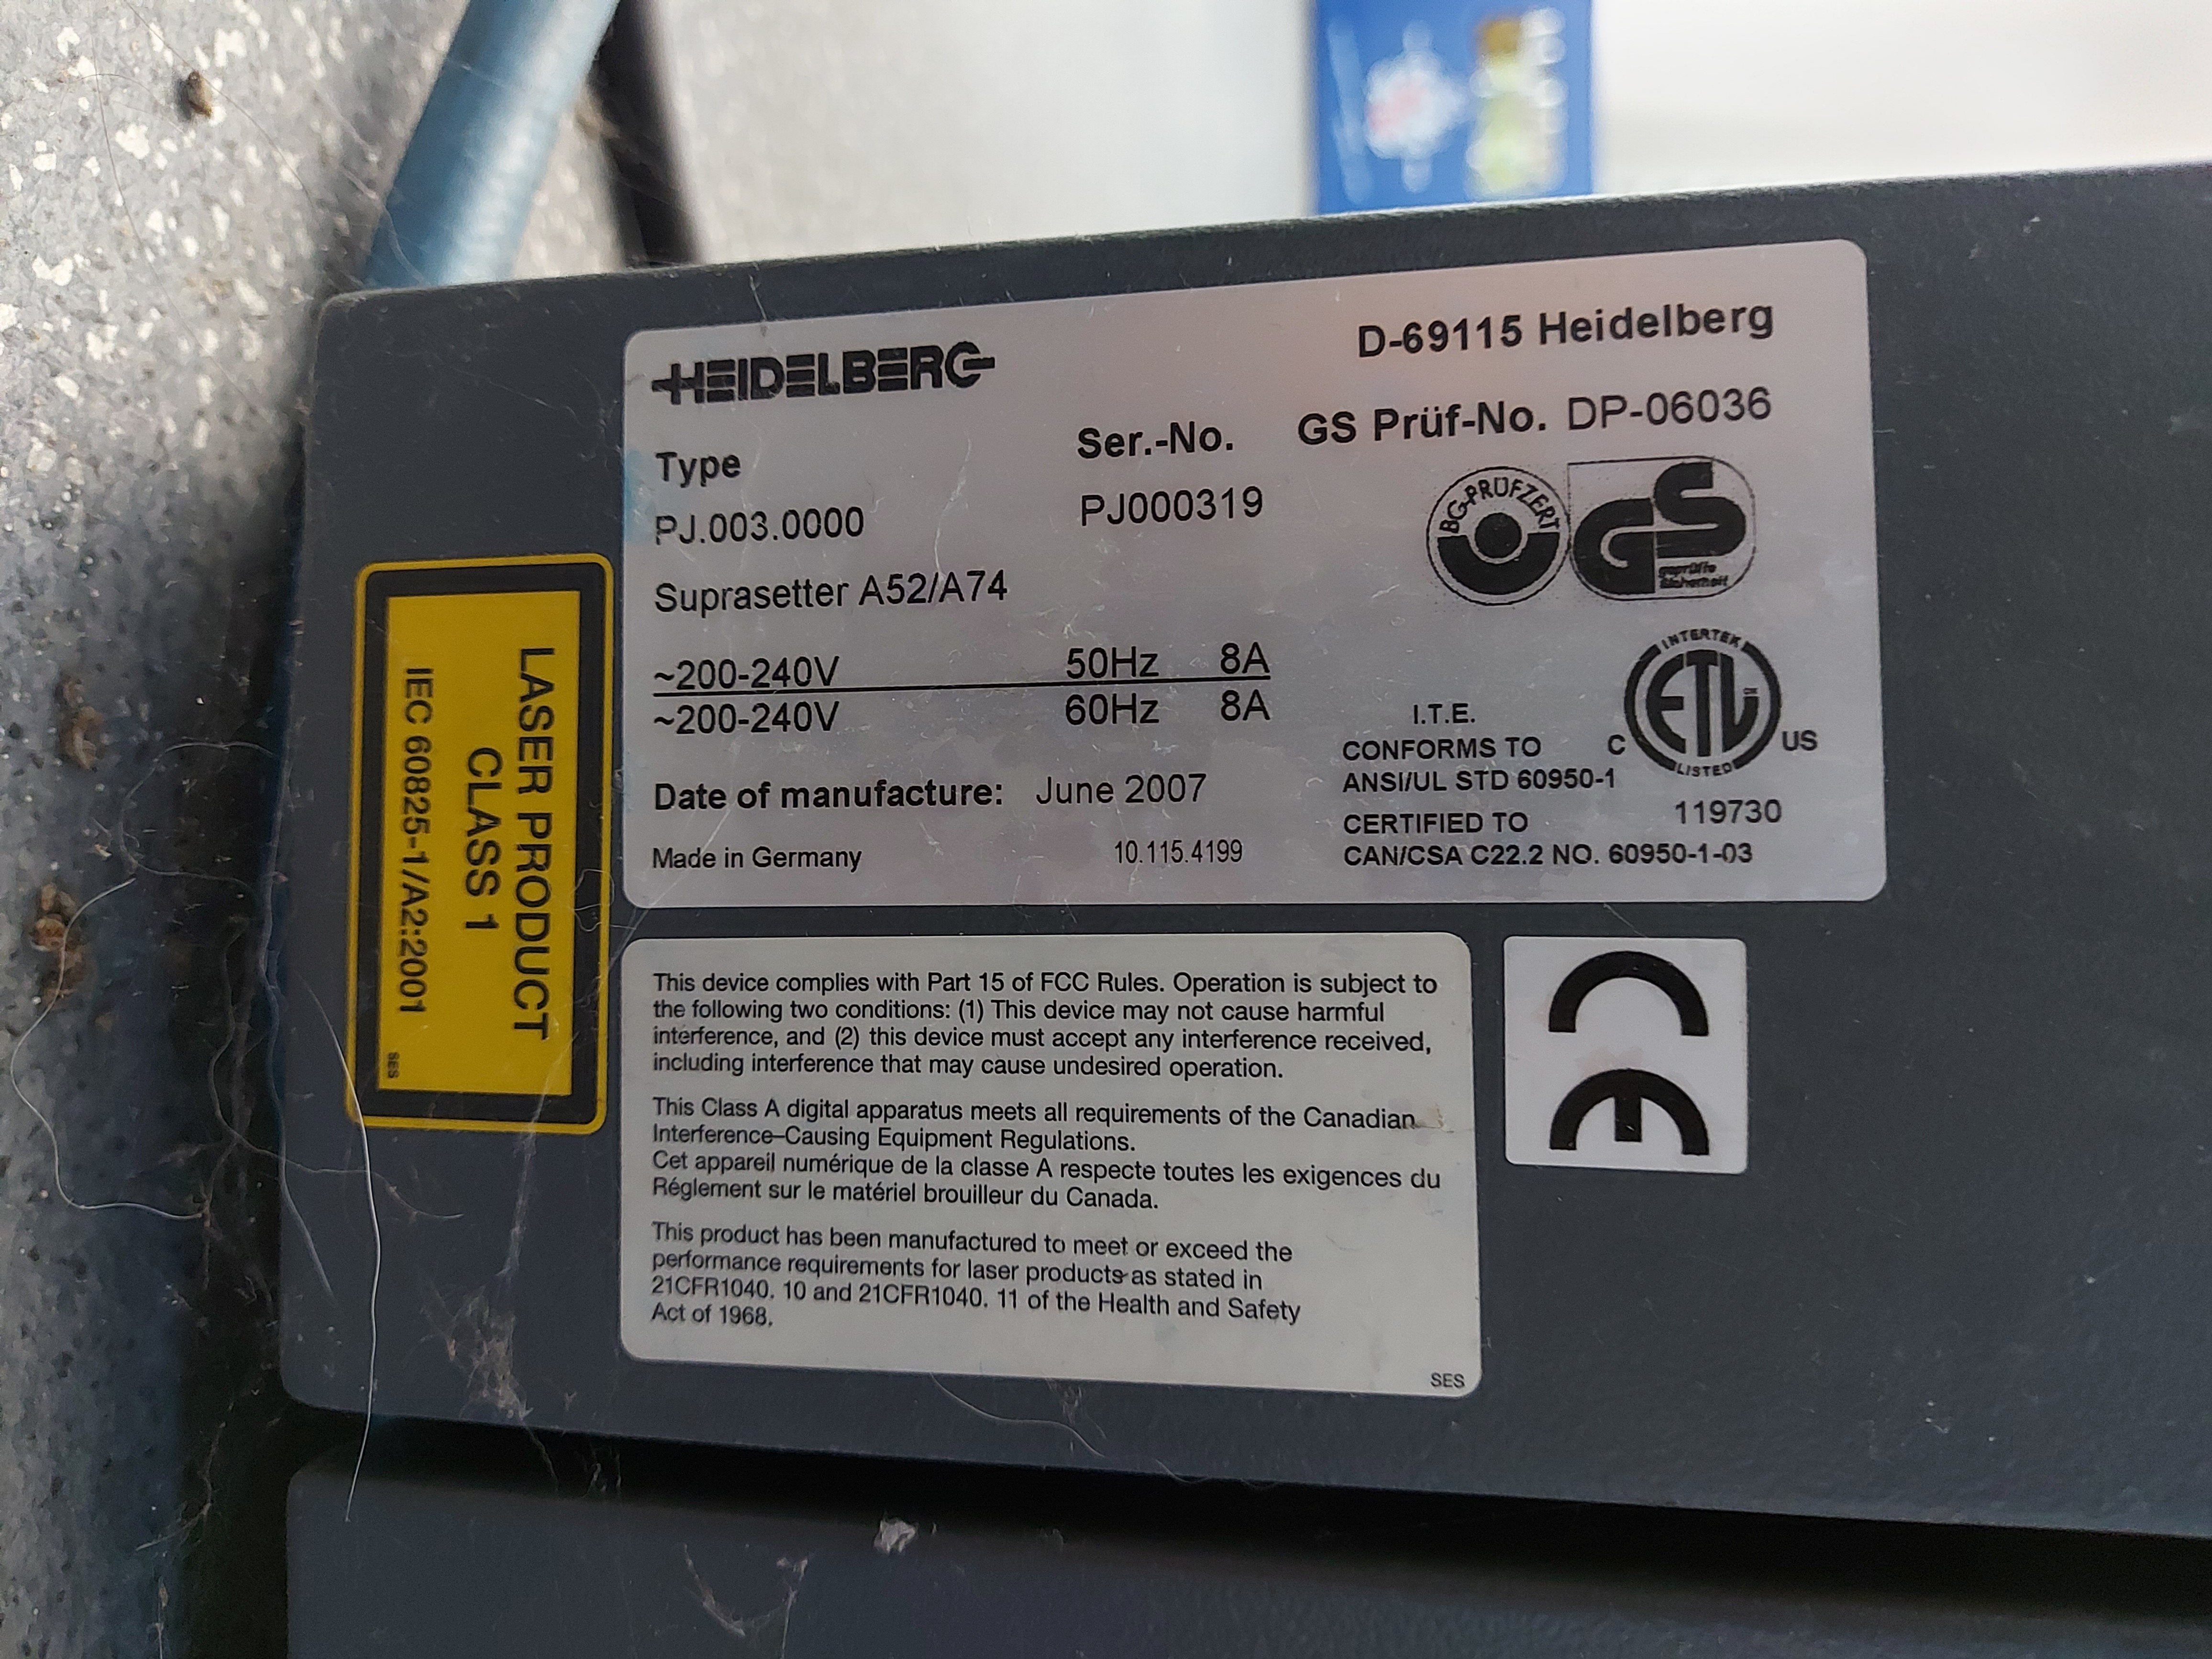 HEIDELBERG
D-69115 Heidelberg
Type
Ser.-No.
GS Prüf-No. DP-06036
PJ.003.0000
PJ000319
BG-PRÜFZERT
GS
geprüfte
Sicherheit
Suprasetter A52/A74
~200-240V 50Hz 8A
~200-240V 60Hz 8A
INTERTEK
ETL
LISTED
C
US
I.T.E.
CONFORMS TO
ANSI/UL STD 60950-1
119730
CERTIFIED TO
CAN/CSA C22.2 NO. 60950-1-03
Date of manufacture: June 2007
Made in Germany
10.115.4199
LASER PRODUCT
CLASS 1
IEC 60825-1/A2:2001
SES
This device complies with Part 15 of FCC Rules. Operation is subject to
the following two conditions: (1) This device may not cause harmful
interference, and (2) this device must accept any interference received,
including interference that may cause undesired operation.
This Class A digital apparatus meets all requirements of the Canadian
Interference–Causing Equipment Regulations.
Cet appareil numérique de la classe A respecte toutes les exigences du
Réglement sur le matériel brouilleur du Canada.
This product has been manufactured to meet or exceed the
performance requirements for laser products as stated in
21CFR1040. 10 and 21CFR1040. 11 of the Health and Safety
Act of 1968.
SES
CE